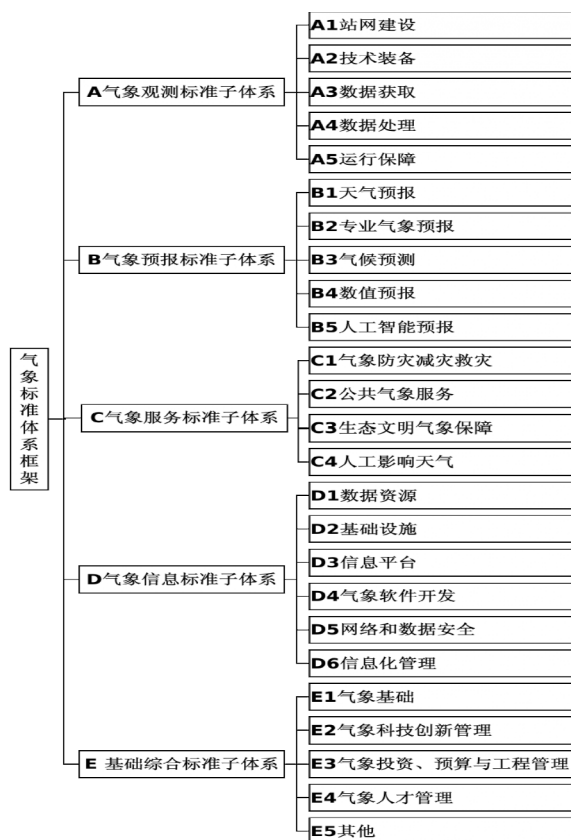 气象标准体系框架
A气象观测标准子体系
A1站网建设
A2技术装备
A3数据获取
A4数据处理
A5运行保障
B气象预报标准子体系
B1天气预报
B2专业气象预报
B3气候预测
B4数值预报
B5人工智能预报
C气象服务标准子体系
C1气象防灾减灾救灾
C2公共气象服务
C3生态文明气象保障
C4人工影响天气
D气象信息标准子体系
D1数据资源
D2基础设施
D3信息平台
D4气象软件开发
D5网络和数据安全
D6信息化管理
E 基础综合标准子体系
E1气象基础
E2气象科技创新管理
E3气象投资、预算与工程管理
E4气象人才管理
E5其他